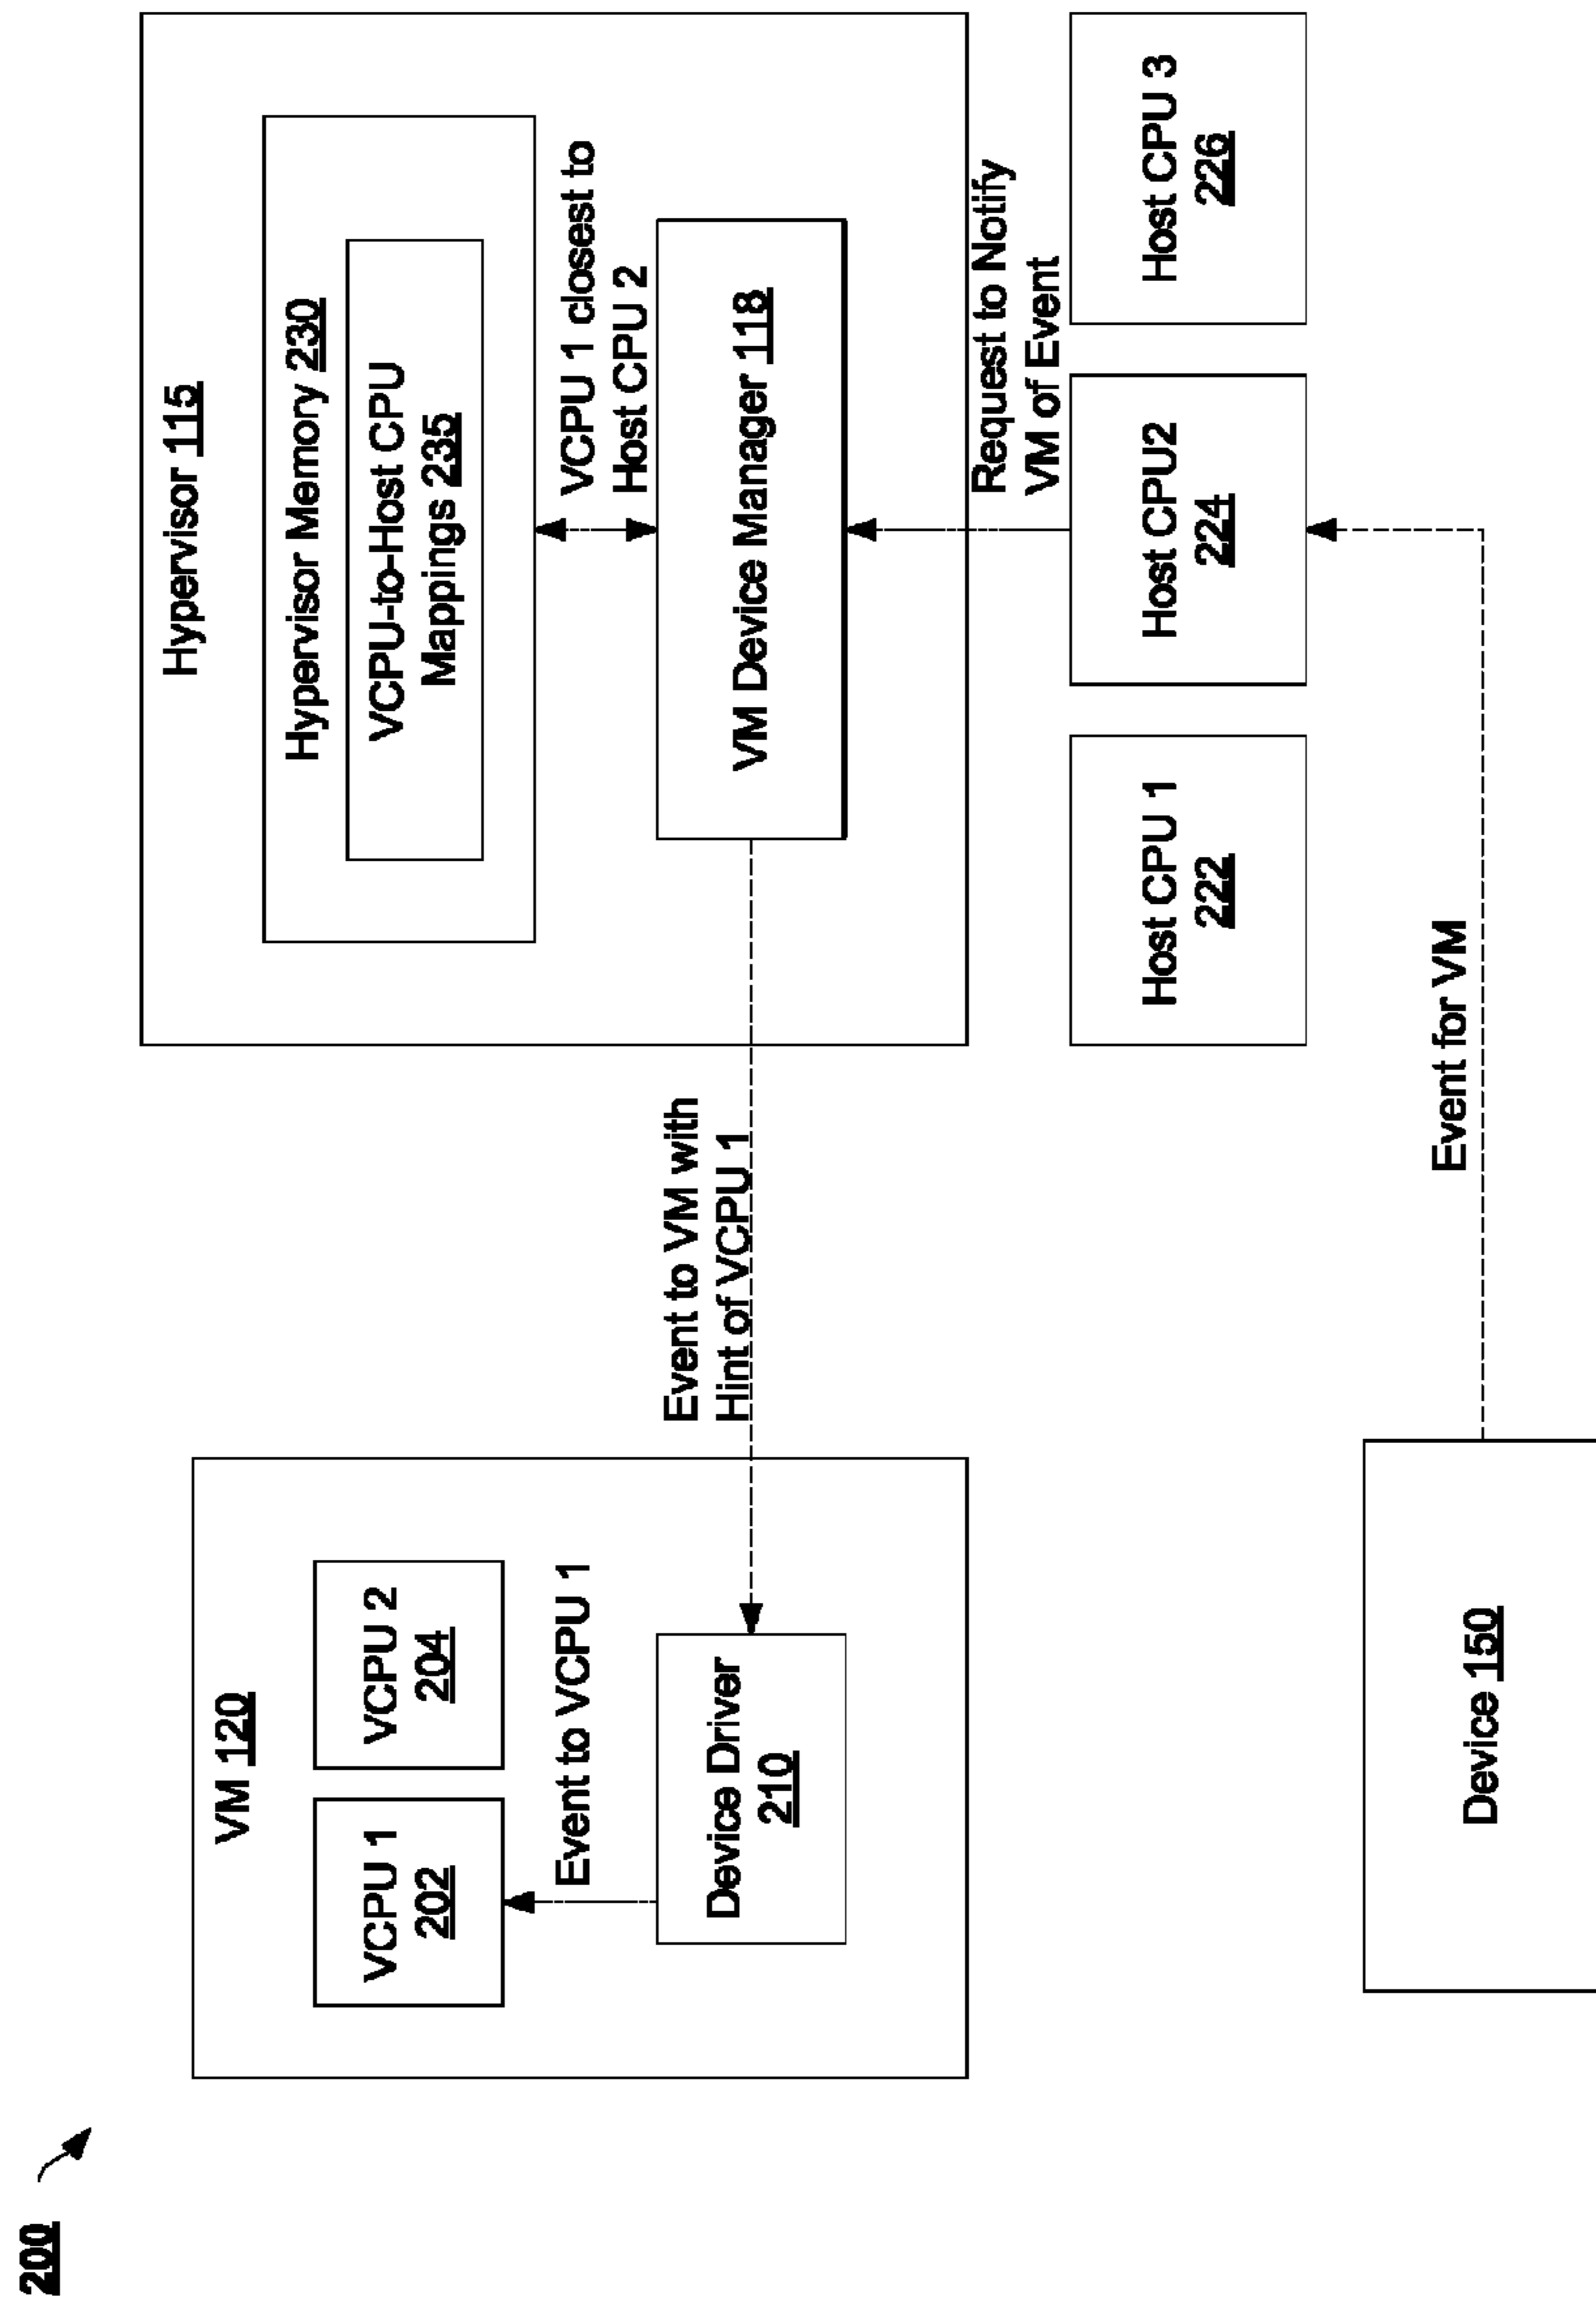 200
VM 120
VCPU 1
202
VCPU 2
204
Event to VCPU 1
Device Driver
210
Event to VM with
Hint of VCPU 1
Hypervisor 115
Hypervisor Memory 230
VCPU-to-Host CPU
Mappings 235
VCPU 1 closest to
Host CPU 2
VM Device Manager 118
Request to Notify
VM of Event
Host CPU 1
222
Host CPU2
224
Host CPU 3
226
Event for VM
Device 150